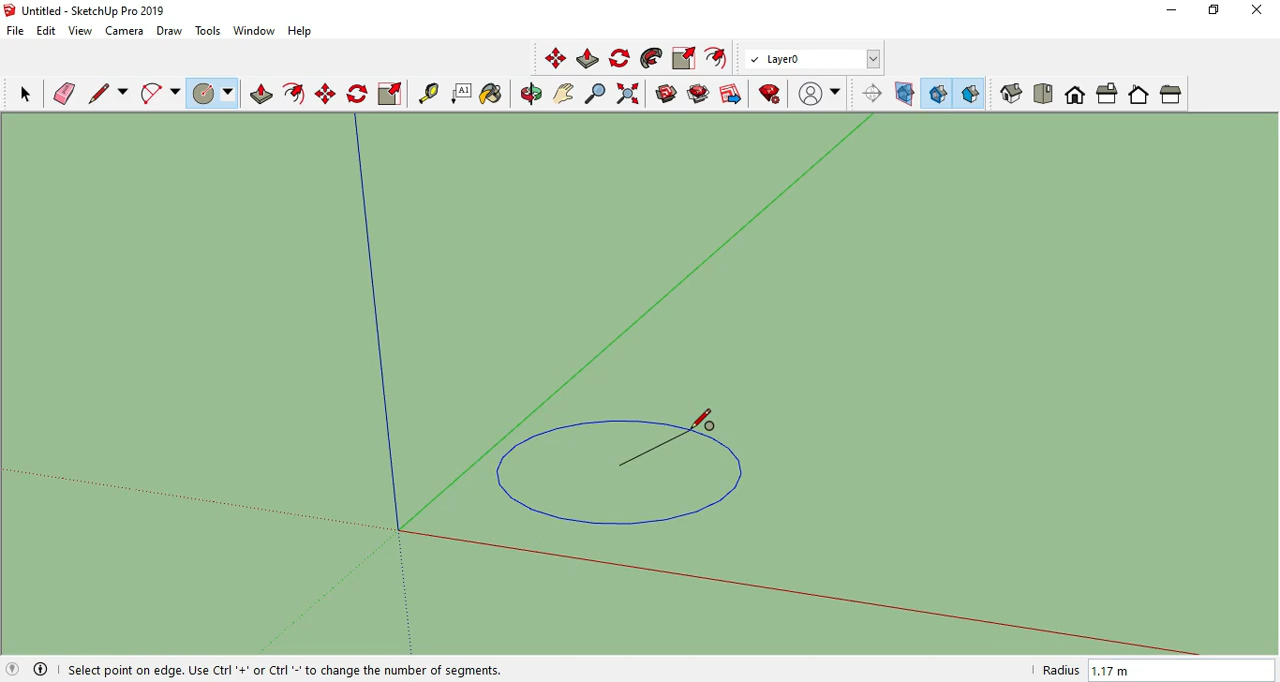 Untitled - SketchUp Pro 2019
File Edit View Camera Draw Tools Window Help
Layer0
A1
Select point on edge. Use Ctrl '+' or Ctrl '-' to change the number of segments. Radius 1.17 m